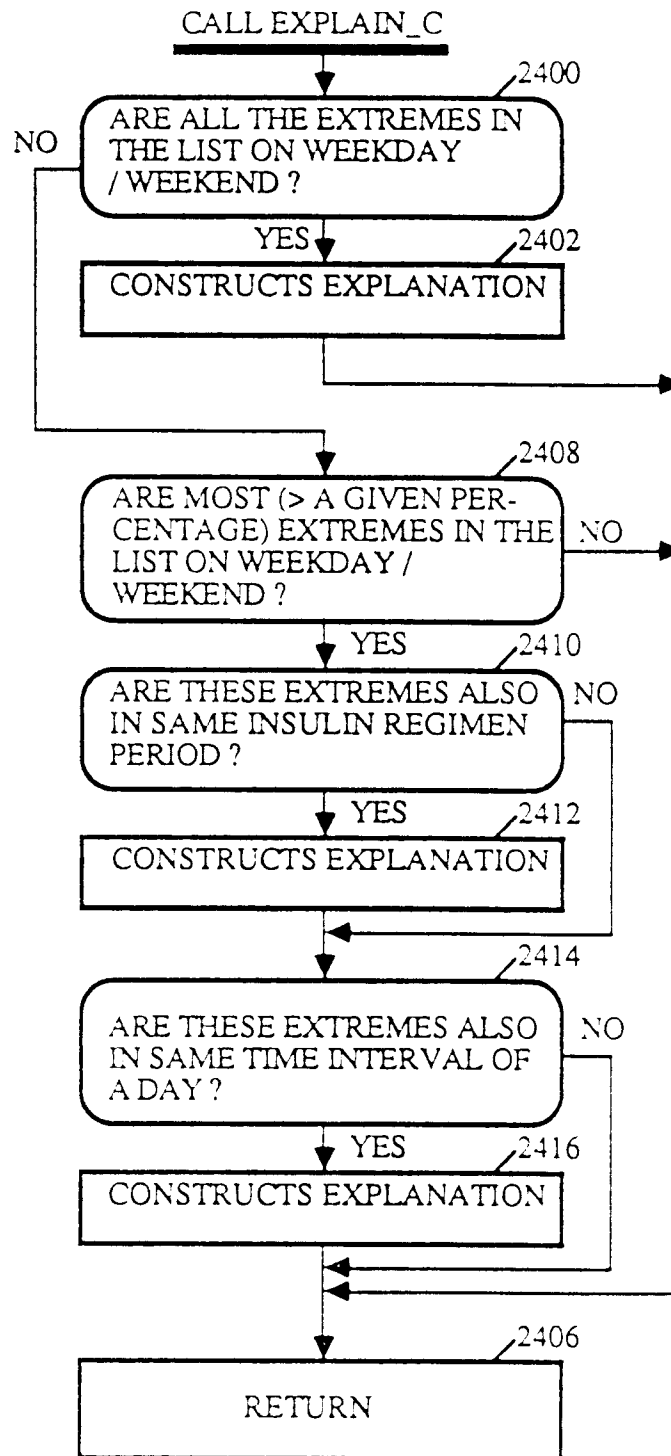 CALL EXPLAIN_C
2400
ARE ALL THE EXTREMES IN
THE LIST ON WEEKDAY
/ WEEKEND ?
NO
YES
2402
CONSTRUCTS EXPLANATION
2408
ARE MOST (> A GIVEN PER-
CENTAGE) EXTREMES IN THE
LIST ON WEEKDAY /
WEEKEND ?
NO
YES
2410
ARE THESE EXTREMES ALSO
IN SAME INSULIN REGIMEN
PERIOD ?
NO
YES
2412
CONSTRUCTS EXPLANATION
2414
ARE THESE EXTREMES ALSO
IN SAME TIME INTERVAL OF
A DAY ?
NO
YES
2416
CONSTRUCTS EXPLANATION
2406
RETURN